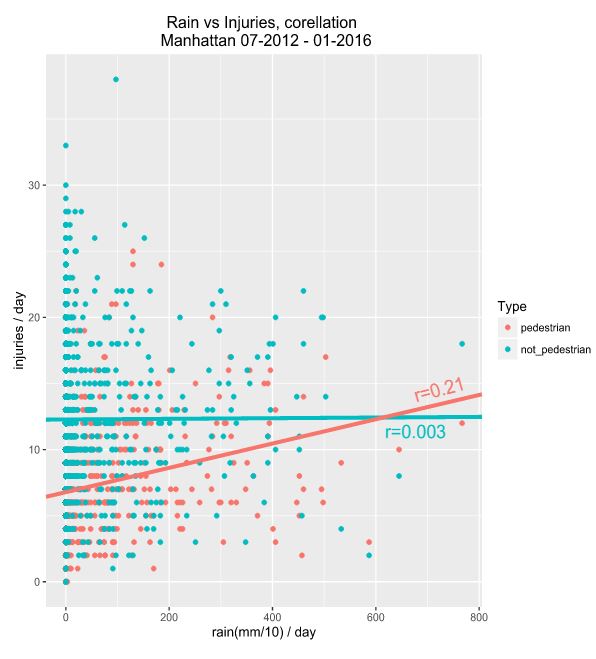 Rain vs Injuries, corellation
Manhattan 07-2012 - 01-2016
injuries / day
30
20
10
0
r=0.21
r=0.003
0
200
400
600
800
rain(mm/10) / day
Type
pedestrian
not_pedestrian